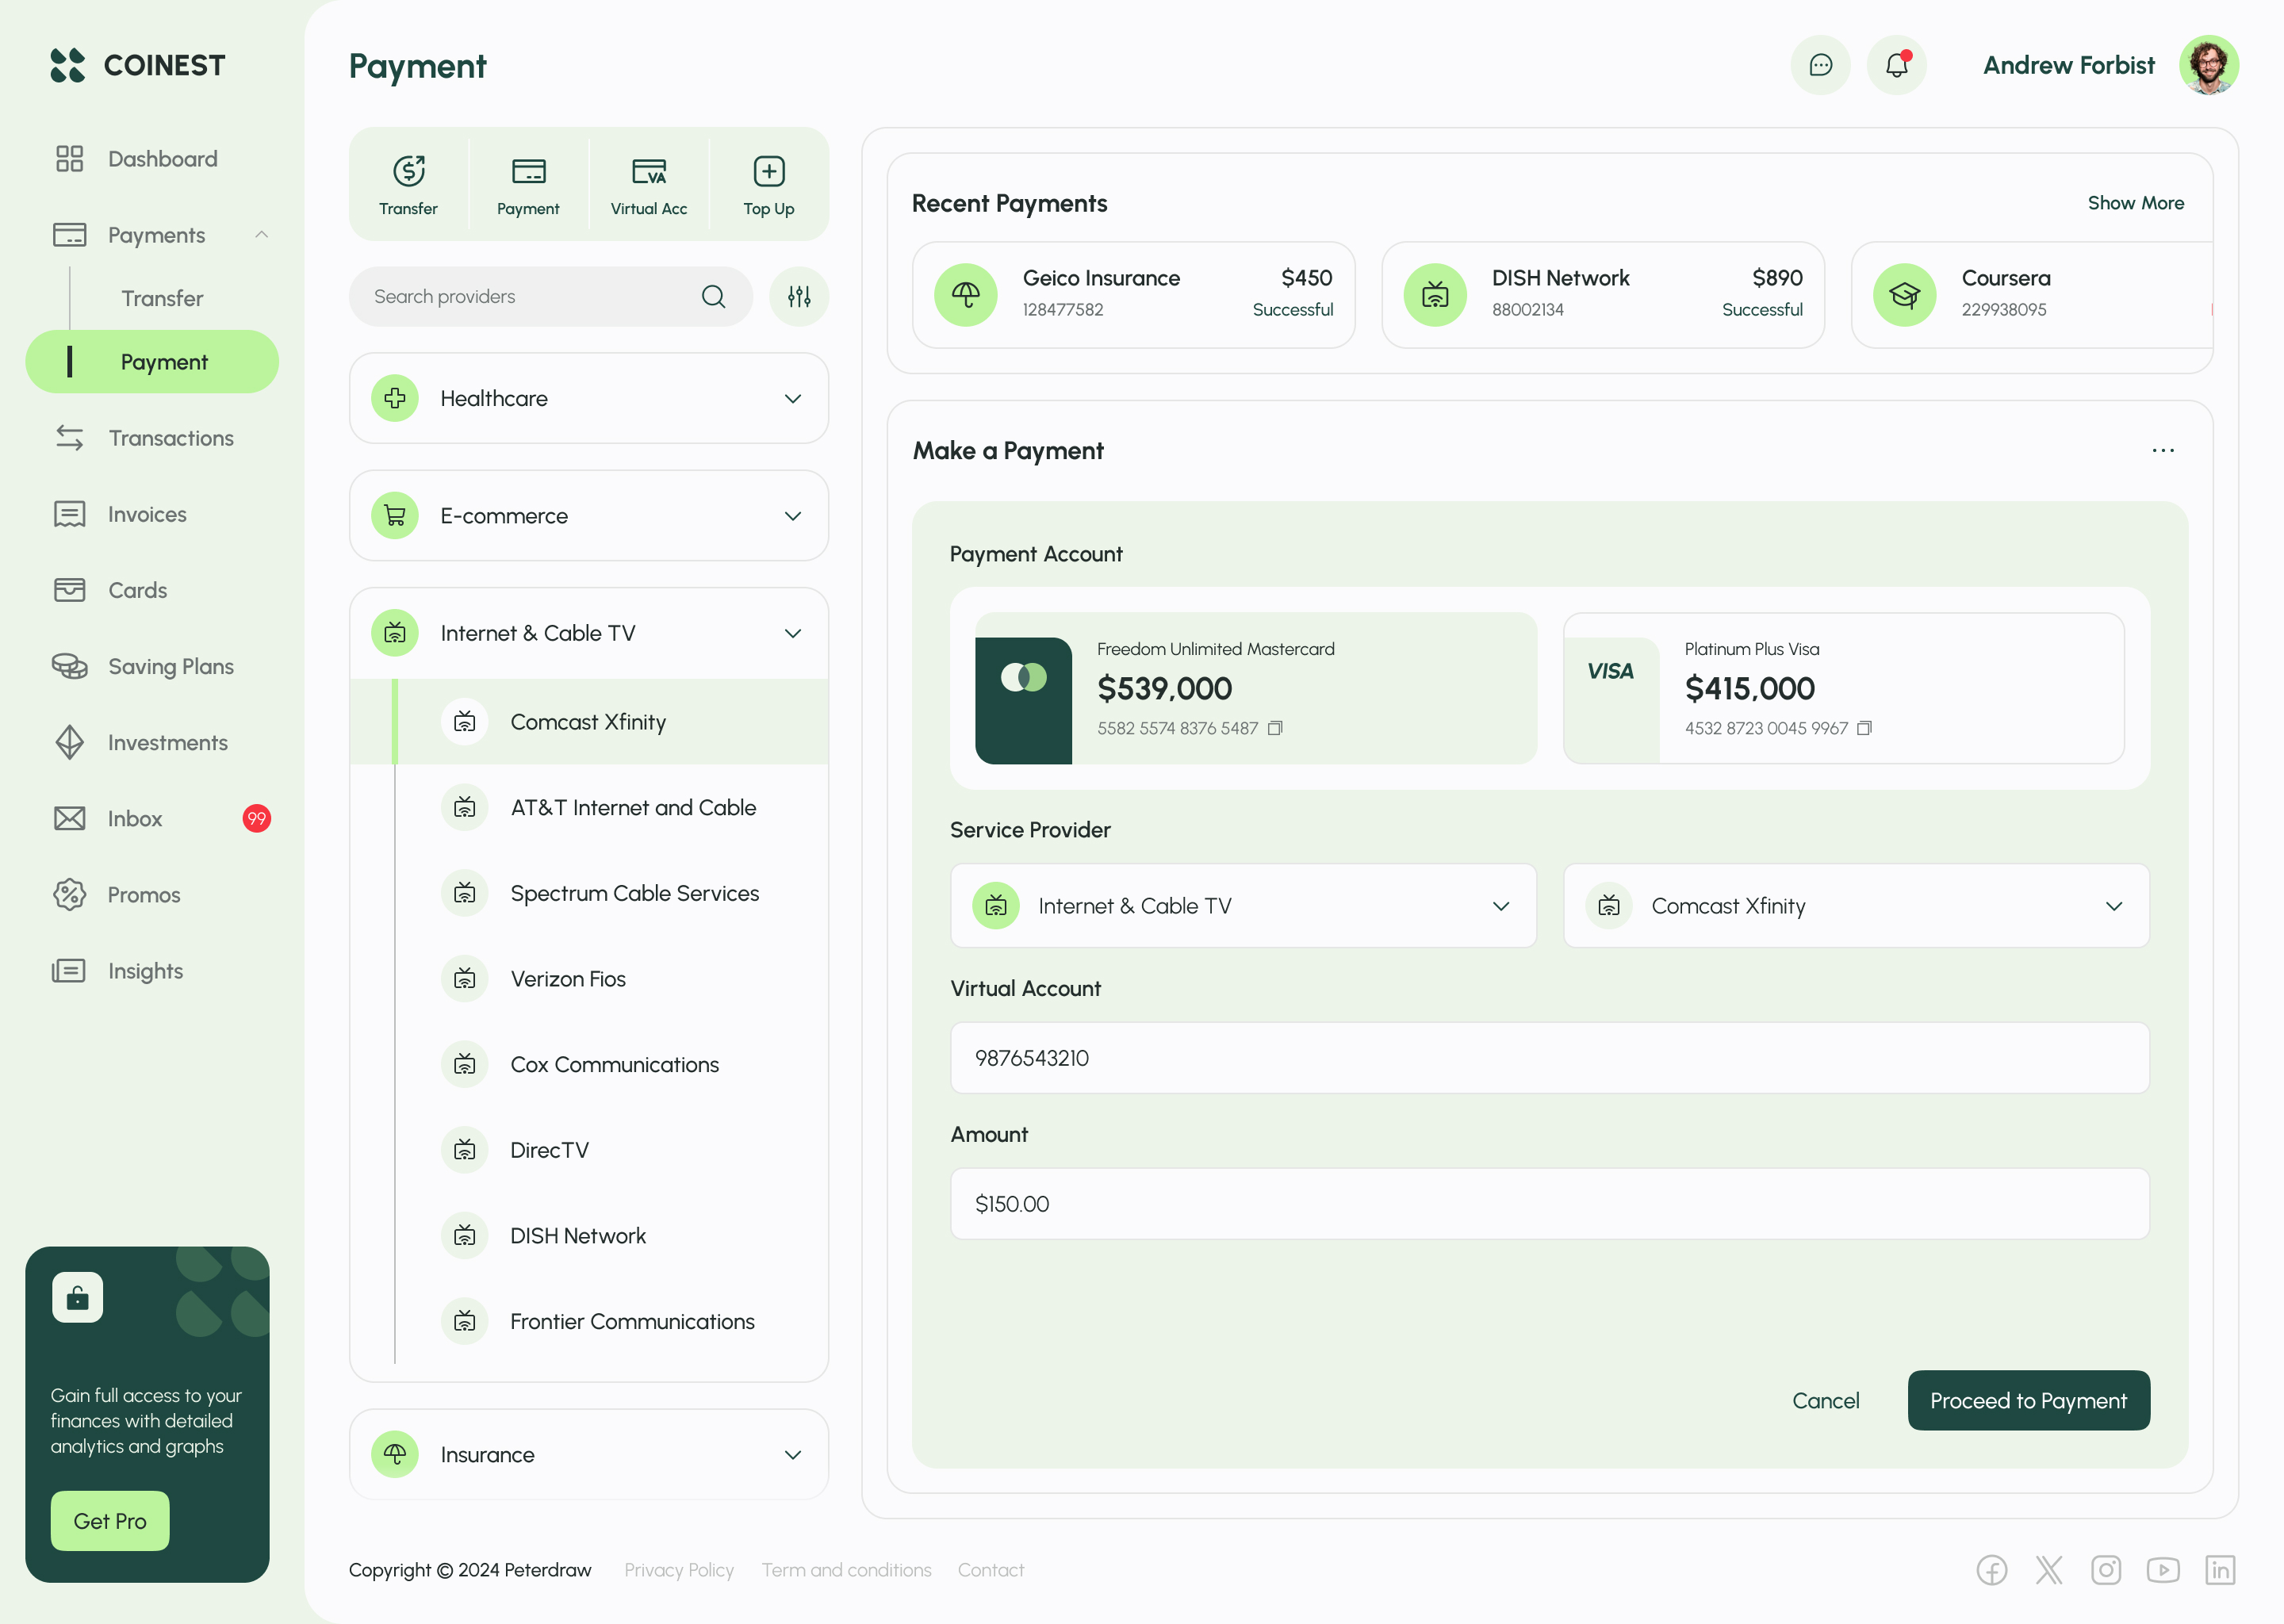 COINEST
Dashboard
Payments
Transfer
Payment
Transactions
Invoices
Cards
Saving Plans
Investments
Inbox
99
Promos
Insights
Gain full access to your
finances with detailed
analytics and graphs
Get Pro
Payment
Andrew Forbist
Transfer
Payment
VA
Virtual Acc
Top Up
Search providers
Healthcare
E-commerce
Internet & Cable TV
Comcast Xfinity
AT&T Internet and Cable
Spectrum Cable Services
Verizon Fios
Cox Communications
DirecTV
DISH Network
Frontier Communications
Insurance
Recent Payments
Show More
Geico Insurance
$450
128477582
Successful
DISH Network
$890
88002134
Successful
Coursera
229938095
Make a Payment
Payment Account
Freedom Unlimited Mastercard
$539,000
5582 5574 8376 5487
VISA
Platinum Plus Visa
$415,000
4532 8723 0045 9967
Service Provider
Internet & Cable TV
Comcast Xfinity
Virtual Account
9876543210
Amount
$150.00
Cancel
Proceed to Payment
Copyright © 2024 Peterdraw
Privacy Policy
Term and conditions
Contact